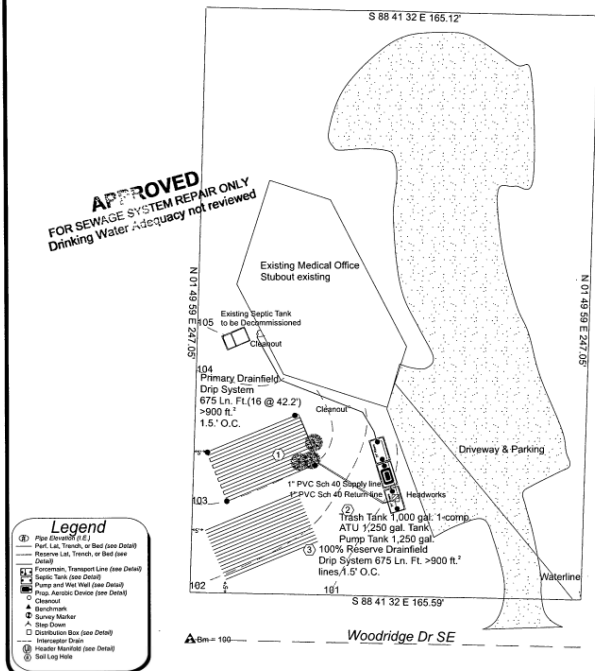 S 88 41 32 E 165.12'
APPROVED
FOR SEWAGE SYSTEM REPAIR ONLY
Drinking Water Adequacy not reviewed
Existing Medical Office
Stubout existing
N 01 49 59 E 247.05'
N 01 49 59 E 247.05'
Existing Septic Tank
to be Decommissioned
105
Cleanout
104
Primary Drainfield
Drip System
675 Ln. Ft.(16 @ 42.2')
>900 ft.²
1.5.' O.C.
Cleanout
Driveway & Parking
1
1" PVC Sch 40 Supply line
1" PVC Sch 40 Return line
Headworks
103
2
Trash Tank 1,000 gal. 1-comp
ATU 1,250 gal. Tank
Pump Tank 1,250 gal.
3
100% Reserve Drainfield
Drip System 675 Ln. Ft. >900 ft.²
lines/1.5' O.C.
102
101
Waterline
S 88 41 32 E 165.59'
Bm = 100
Woodridge Dr SE
Legend
Pipe Elevation (I.E.)
Perf. Lat, Trench, or Bed (see Detail)
Reserve Lat, Trench, or Bed (see
Detail)
Forcemain, Transport Line (see Detail)
Septic Tank (see Detail)
Pump and Wet Well (see Detail)
Prop. Aerobic Device (see Detail)
Cleanout
Benchmark
Survey Marker
Step Down
Distribution Box (see Detail)
Interceptor Drain
Header Manifold (see Detail)
Soil Log Hole